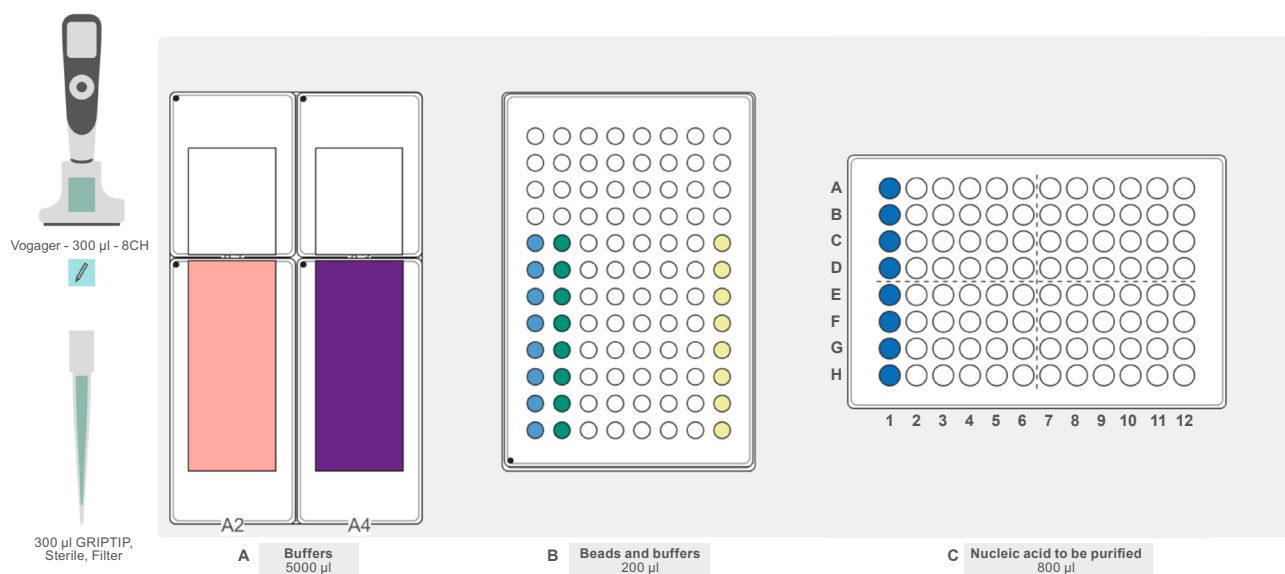 Vogager - 300 µl - 8CH
300 µl GRIPTIP,
Sterile, Filter
A2
A4
A
Buffers
5000 µl
B
Beads and buffers
200 µl
A
B
C
D
E
F
G
H
1 2 3 4 5 6 7 8 9 10 11 12
C
Nucleic acid to be purified
800 µl